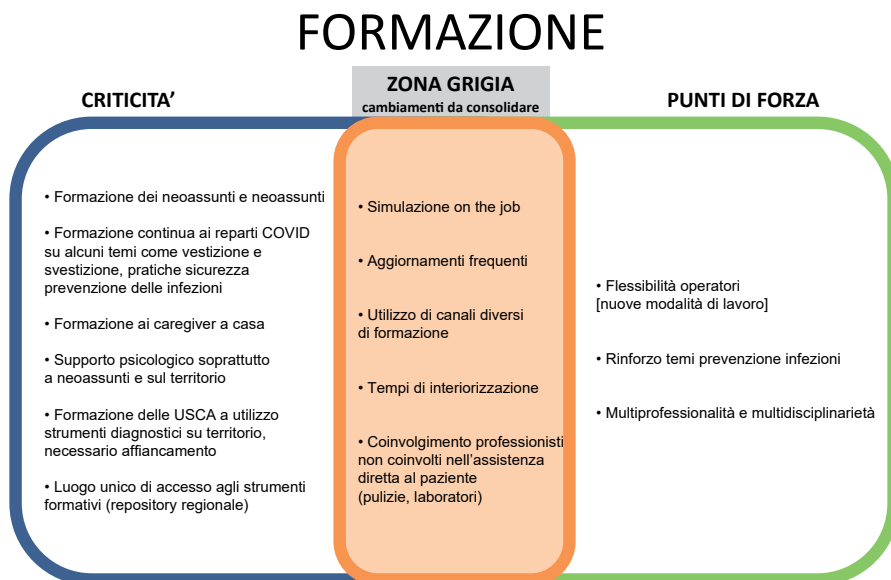 FORMAZIONE
CRITICITA’
• Formazione dei neoassunti e neoassunti
• Formazione continua ai reparti COVID
su alcuni temi come vestizione e
svestizione, pratiche sicurezza
prevenzione delle infezioni
• Formazione ai caregiver a casa
• Supporto psicologico soprattutto
a neoassunti e sul territorio
• Formazione delle USCA a utilizzo
strumenti diagnostici su territorio,
necessario affiancamento
• Luogo unico di accesso agli strumenti
formativi (repository regionale)
ZONA GRIGIA
cambiamenti da consolidare
• Simulazione on the job
• Aggiornamenti frequenti
• Utilizzo di canali diversi
di formazione
• Tempi di interiorizzazione
• Coinvolgimento professionisti
non coinvolti nell’assistenza
diretta al paziente
(pulizie, laboratori)
PUNTI DI FORZA
• Flessibilità operatori
[nuove modalità di lavoro]
• Rinforzo temi prevenzione infezioni
• Multiprofessionalità e multidisciplinarietà